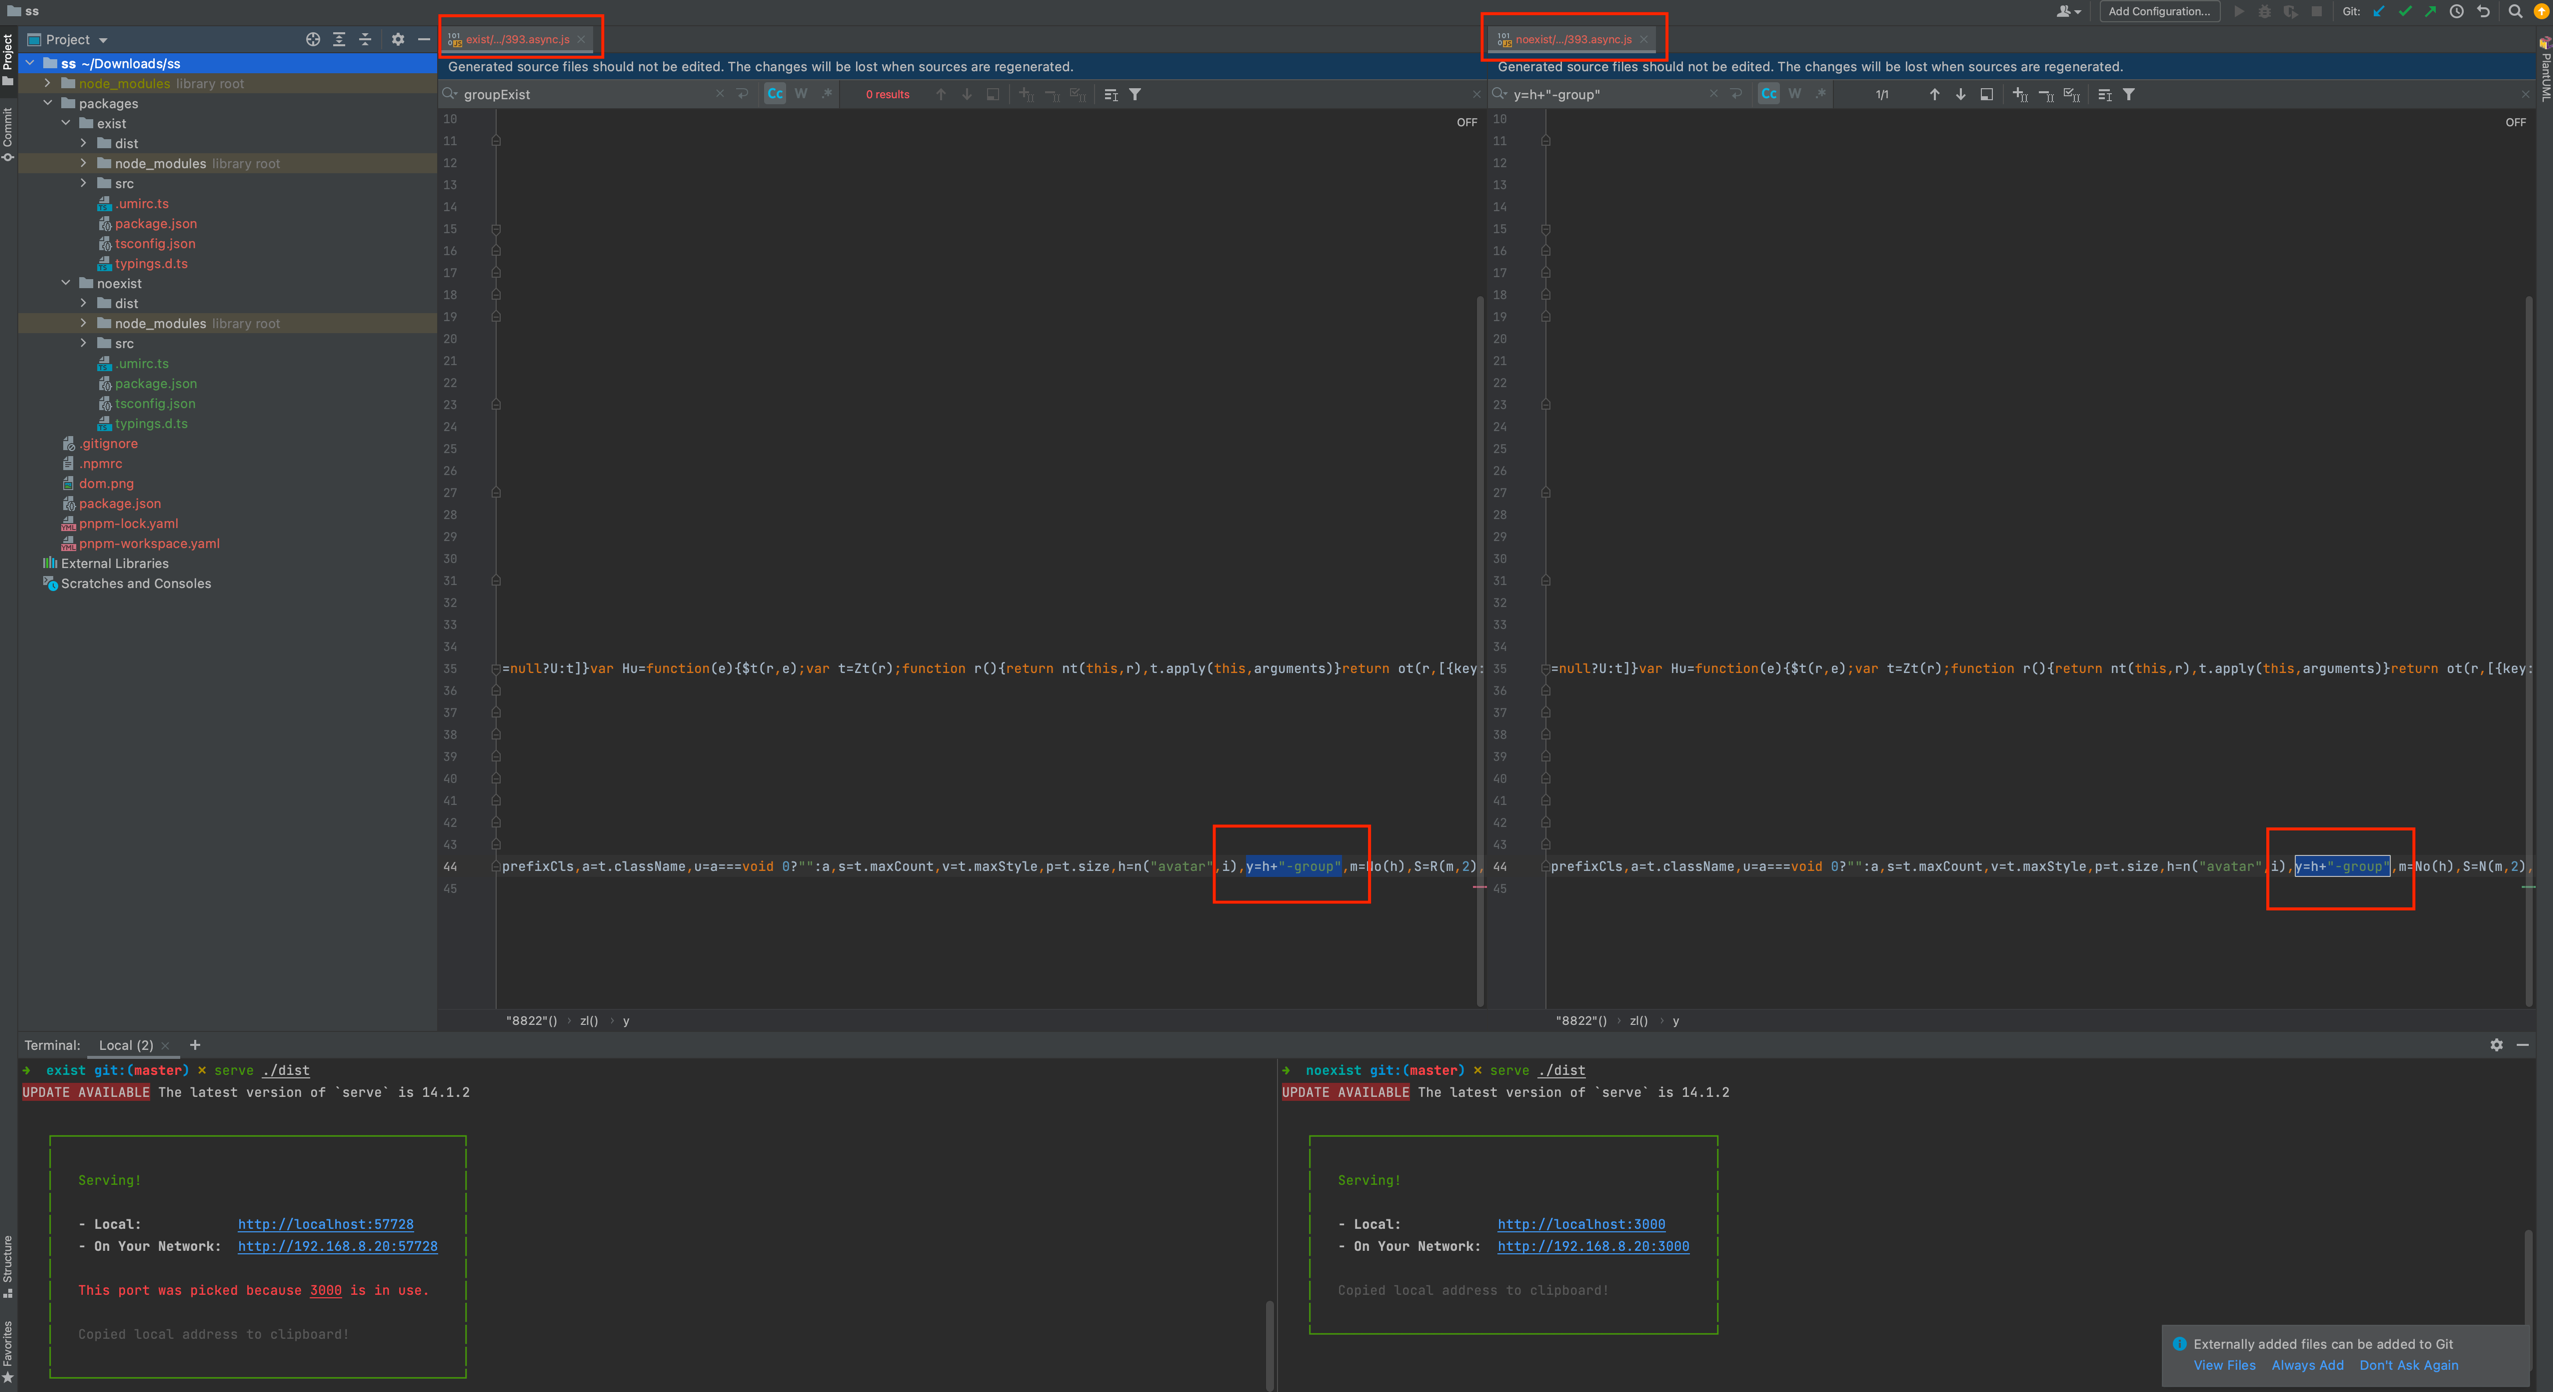 ss
Add Configuration...
Git:
Project
exist/.../393.async.js
noexist/.../393.async.js
Project
Commit
Structure
Favorites
PlantUML
ss ~/Downloads/ss
node_modules library root
packages
exist
dist
node_modules library root
src
.umirc.ts
package.json
tsconfig.json
typings.d.ts
noexist
dist
node_modules library root
src
.umirc.ts
package.json
tsconfig.json
typings.d.ts
.gitignore
.npmrc
dom.png
package.json
pnpm-lock.yaml
pnpm-workspace.yaml
External Libraries
Scratches and Consoles
Generated source files should not be edited. The changes will be lost when sources are regenerated.
groupExist
Cc W .*
0 results
OFF
10
11
12
13
14
15
16
17
18
19
20
21
22
23
24
25
26
27
28
29
30
31
32
33
34
35 =null?U:t]}var Hu=function(e){$t(r,e);var t=Zt(r);function r(){return nt(this,r),t.apply(this,arguments)}return ot(r,[{key:
36
37
38
39
40
41
42
43
44 prefixCls,a=t.className,u=a===void 0?"":a,s=t.maxCount,v=t.maxStyle,p=t.size,h=n("avatar",i),y=h+"-group",m=No(h),S=R(m,2),
45
"8822"() › zl() › y
Generated source files should not be edited. The changes will be lost when sources are regenerated.
y=h+"-group"
Cc W .*
1/1
OFF
10
11
12
13
14
15
16
17
18
19
20
21
22
23
24
25
26
27
28
29
30
31
32
33
34
35 =null?U:t]}var Hu=function(e){$t(r,e);var t=Zt(r);function r(){return nt(this,r),t.apply(this,arguments)}return ot(r,[{key:
36
37
38
39
40
41
42
43
44 prefixCls,a=t.className,u=a===void 0?"":a,s=t.maxCount,v=t.maxStyle,p=t.size,h=n("avatar",i),y=h+"-group",m=No(h),S=N(m,2),
45
"8822"() › zl() › y
Terminal: Local (2) +
➜ exist git:(master) × serve ./dist
UPDATE AVAILABLE The latest version of `serve` is 14.1.2
Serving!
- Local: http://localhost:57728
- On Your Network: http://192.168.8.20:57728
This port was picked because 3000 is in use.
Copied local address to clipboard!
➜ noexist git:(master) × serve ./dist
UPDATE AVAILABLE The latest version of `serve` is 14.1.2
Serving!
- Local: http://localhost:3000
- On Your Network: http://192.168.8.20:3000
Copied local address to clipboard!
Externally added files can be added to Git
View Files Always Add Don't Ask Again